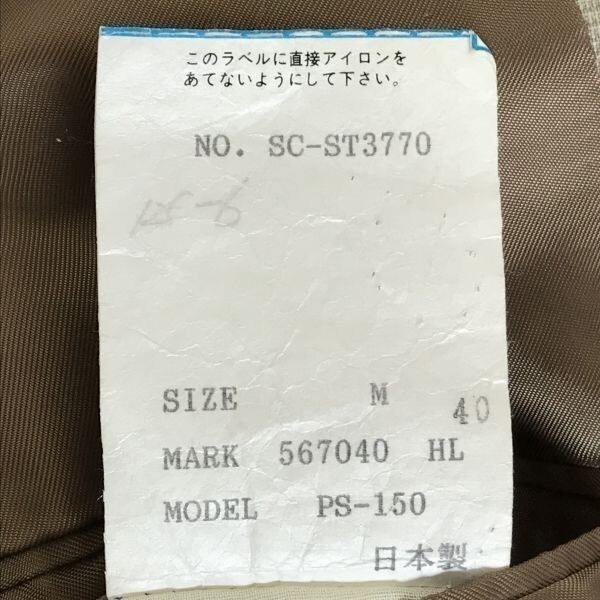 このラベルに直接アイロンを
あてないようにして下さい。
NO. SC-ST3770
SIZE M 40
MARK 567040 HL
MODEL PS-150
日本製